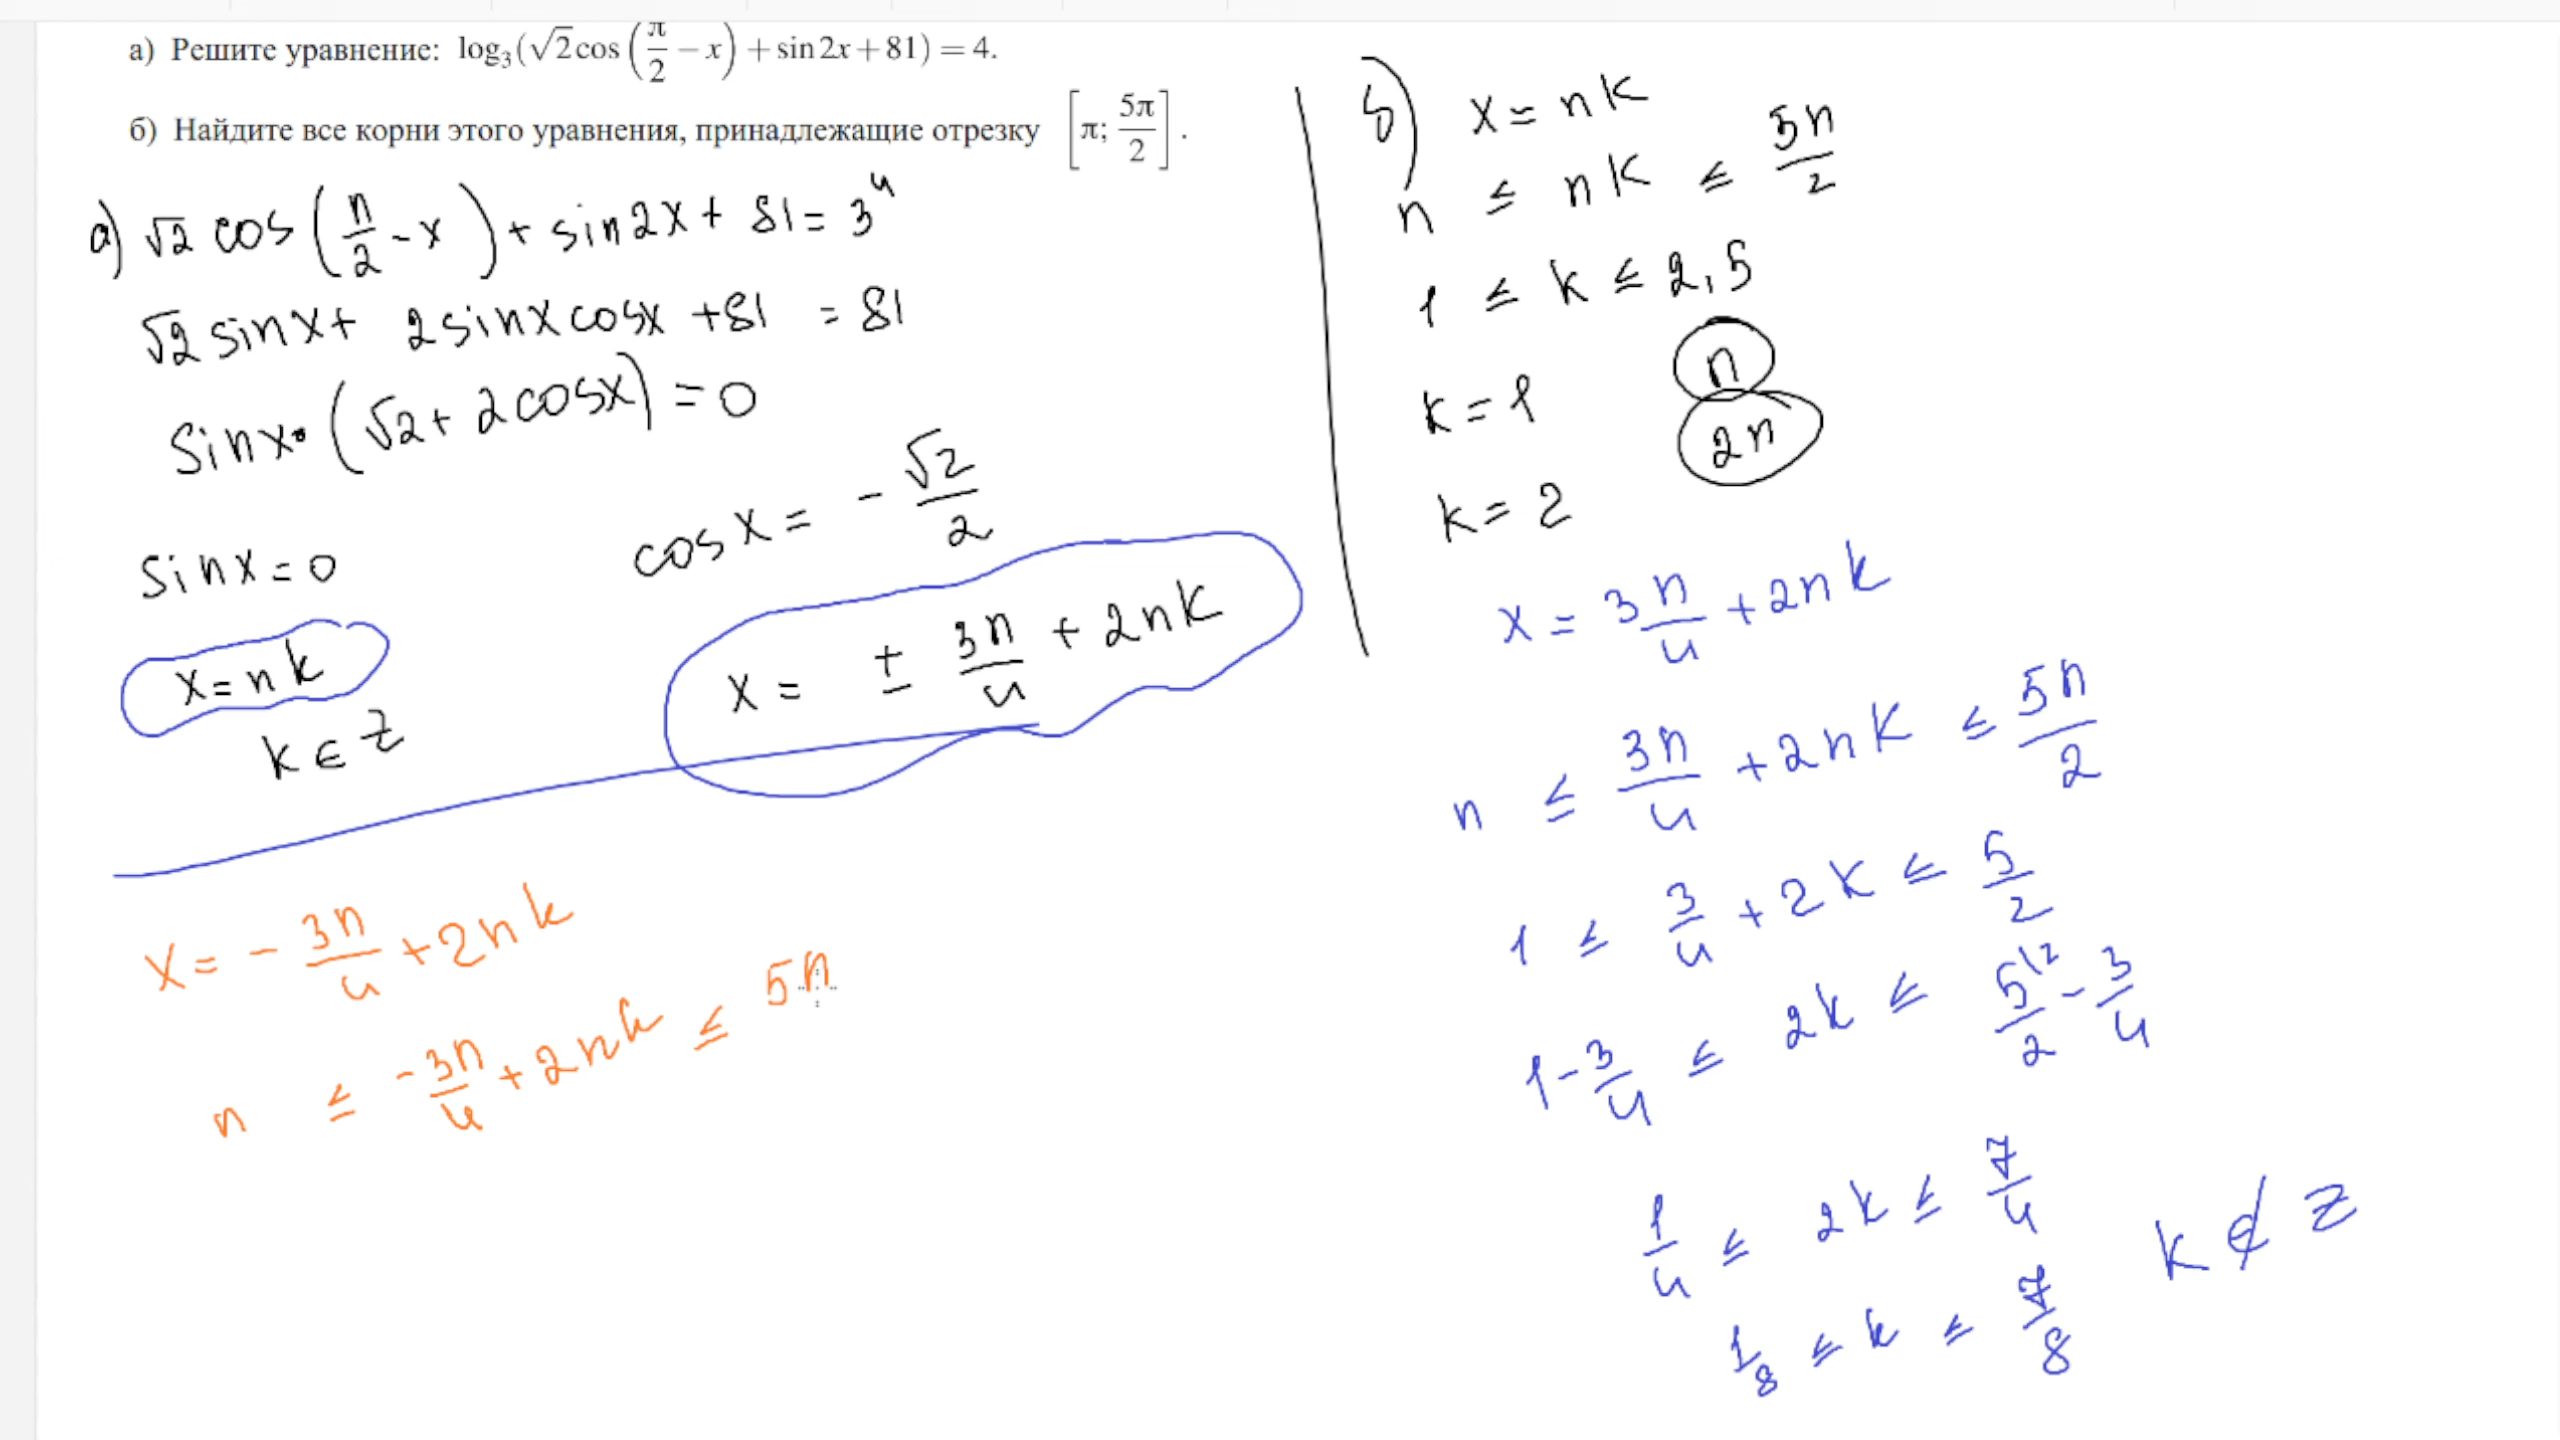 а) Решите уравнение: log₃(√2cos(π/2 − x) + sin 2x + 81) = 4.
б) Найдите все корни этого уравнения, принадлежащие отрезку [π; 5π/2].
а) √2 cos(π/2 - x) + sin2x + 81 = 3⁴
√2 sinx + 2sinxcosx + 81 = 81
Sinx · (√2 + 2cosx) = 0
sinx = 0
cosx = - √2/2
x = πk
k ∈ Z
x = ± 3π/4 + 2πk
x = - 3π/4 + 2πk
π ≤ -3π/4 + 2πk ≤ 5π
б) x = πk
π ≤ πk ≤ 5π/2
1 ≤ k ≤ 2,5
k = 1 π
k = 2 2π
x = 3π/4 + 2πk
π ≤ 3π/4 + 2πk ≤ 5π/2
1 ≤ 3/4 + 2k ≤ 5/2
1 - 3/4 ≤ 2k ≤ 5\2/2 - 3/4
1/4 ≤ 2k ≤ 7/4
1/8 ≤ k ≤ 7/8 k ∉ Z